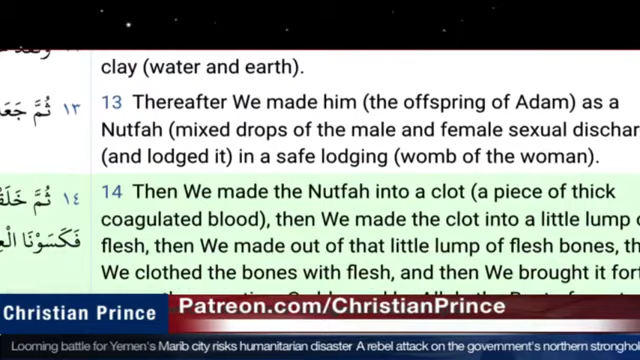 clay (water and earth).
ثُمَّ جَعَ ١٣ 13 Thereafter We made him (the offspring of Adam) as a
Nutfah (mixed drops of the male and female sexual dischar
(and lodged it) in a safe lodging (womb of the woman).
ثُمَّ خَلَقْ ١٤ 14 Then We made the Nutfah into a clot (a piece of thick
coagulated blood), then We made the clot into a little lump o
فَكَسَوْنَا الْعِ flesh, then We made out of that little lump of flesh bones, th
We clothed the bones with flesh, and then We brought it fort
Christian Prince
Patreon.com/ChristianPrince
Looming battle for Yemen's Marib city risks humanitarian disaster A rebel attack on the government's northern strongho